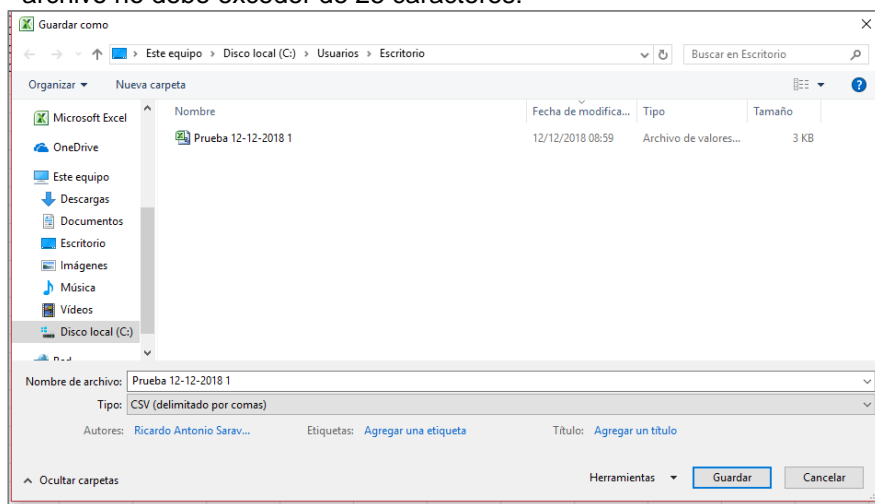 archivo no debe exceder de 25 caracteres.
Guardar como
Este equipo > Disco local (C:) > Usuarios > Escritorio
Buscar en Escritorio
Organizar
Nueva carpeta
Nombre
Fecha de modifica...
Tipo
Tamaño
Microsoft Excel
Prueba 12-12-2018 1
12/12/2018 08:59
Archivo de valores...
3 KB
OneDrive
Este equipo
Descargas
Documentos
Escritorio
Imágenes
Música
Vídeos
Disco local (C:)
Nombre de archivo: Prueba 12-12-2018 1
Tipo: CSV (delimitado por comas)
Autores: Ricardo Antonio Sarav...
Etiquetas: Agregar una etiqueta
Título: Agregar un título
Ocultar carpetas
Herramientas
Guardar
Cancelar